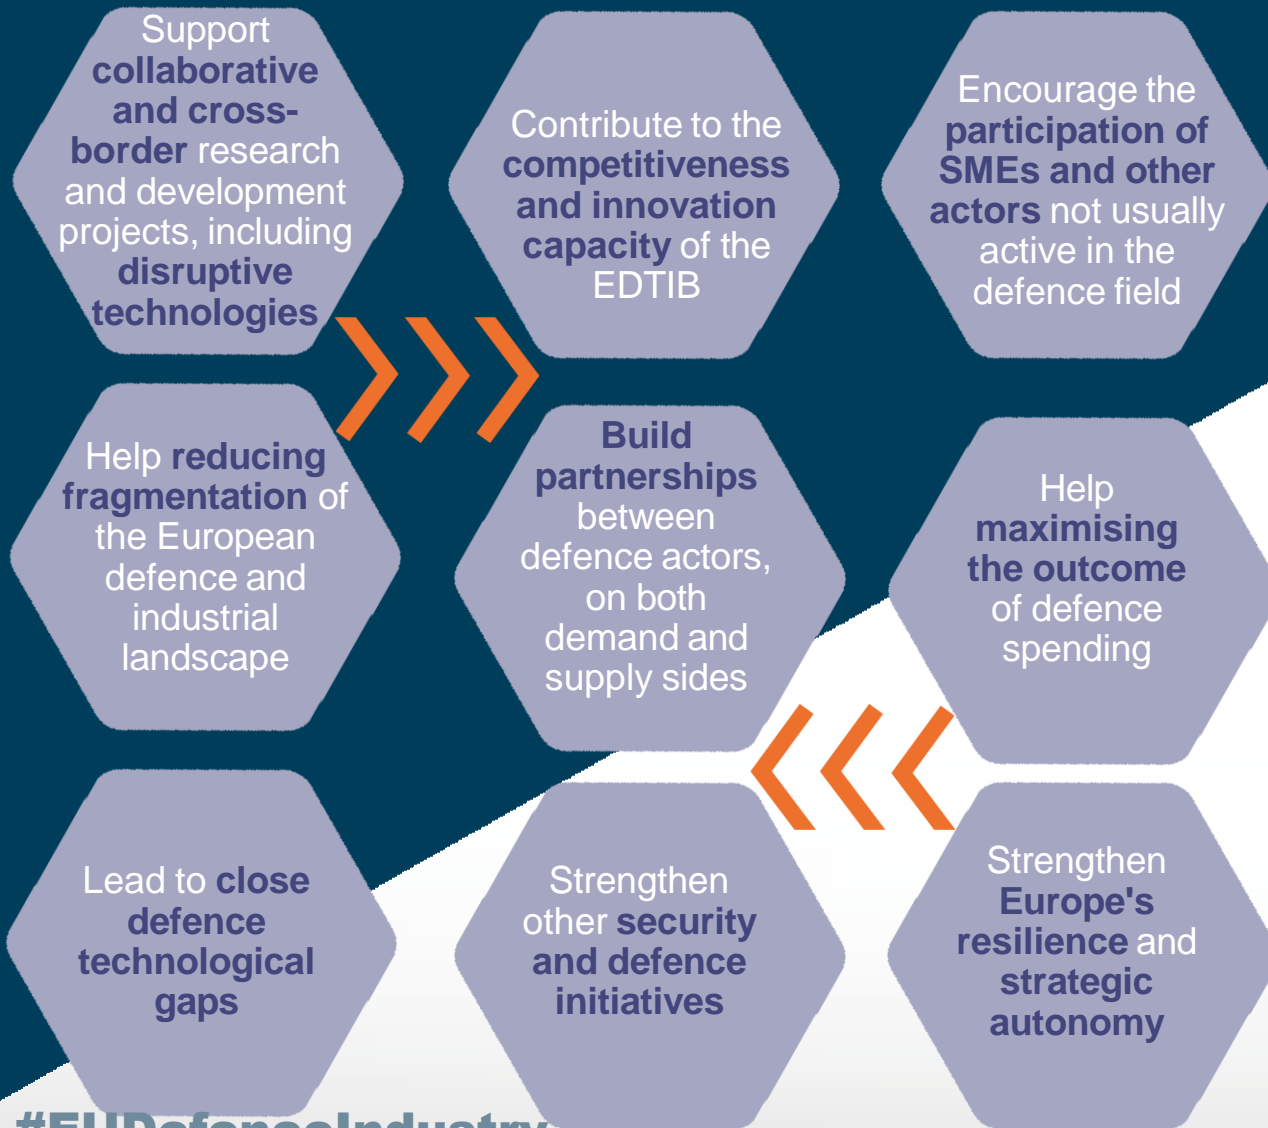 Support
collaborative
and cross-
border research
and development
projects, including
disruptive
technologies
Contribute to the
competitiveness
and innovation
capacity of the
EDTIB
Encourage the
participation of
SMEs and other
actors not usually
active in the
defence field
Help reducing
fragmentation of
the European
defence and
industrial
landscape
Build
partnerships
between
defence actors,
on both
demand and
supply sides
Help
maximising
the outcome
of defence
spending
Lead to close
defence
technological
gaps
Strengthen
other security
and defence
initiatives
Strengthen
Europe's
resilience and
strategic
autonomy
#EUDefenceIndustry